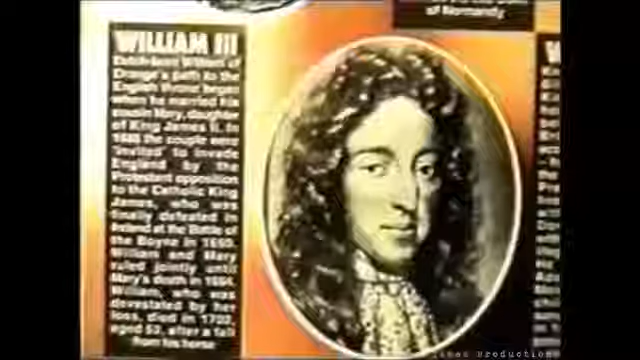 of Normandy
WILLIAM III
Dutch-born William of
Orange's path to the
English throne began
when he married his
cousin Mary, daughter
of King James II. In
1688 the couple were
'invited' to invade
England by the
Protestant opposition
to the Catholic King
James, who was
finally defeated in
Ireland at the Battle of
the Boyne in 1690.
William and Mary
ruled jointly until
Mary's death in 1694.
William, who was
devastated by her
loss, died in 1702,
aged 52, after a fall
from his horse
Productions